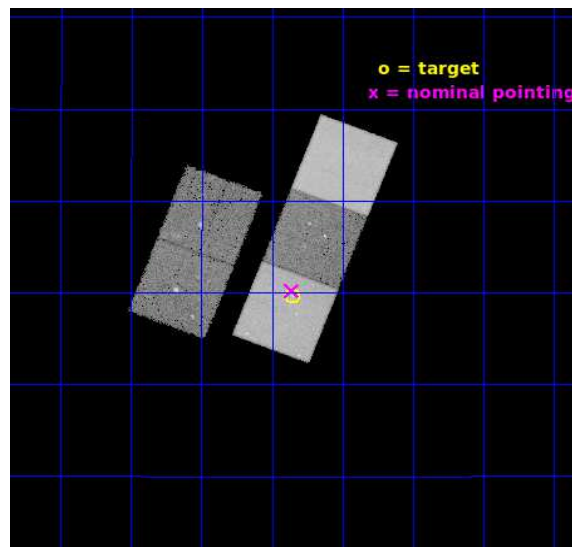 o = target
x = nominal pointing